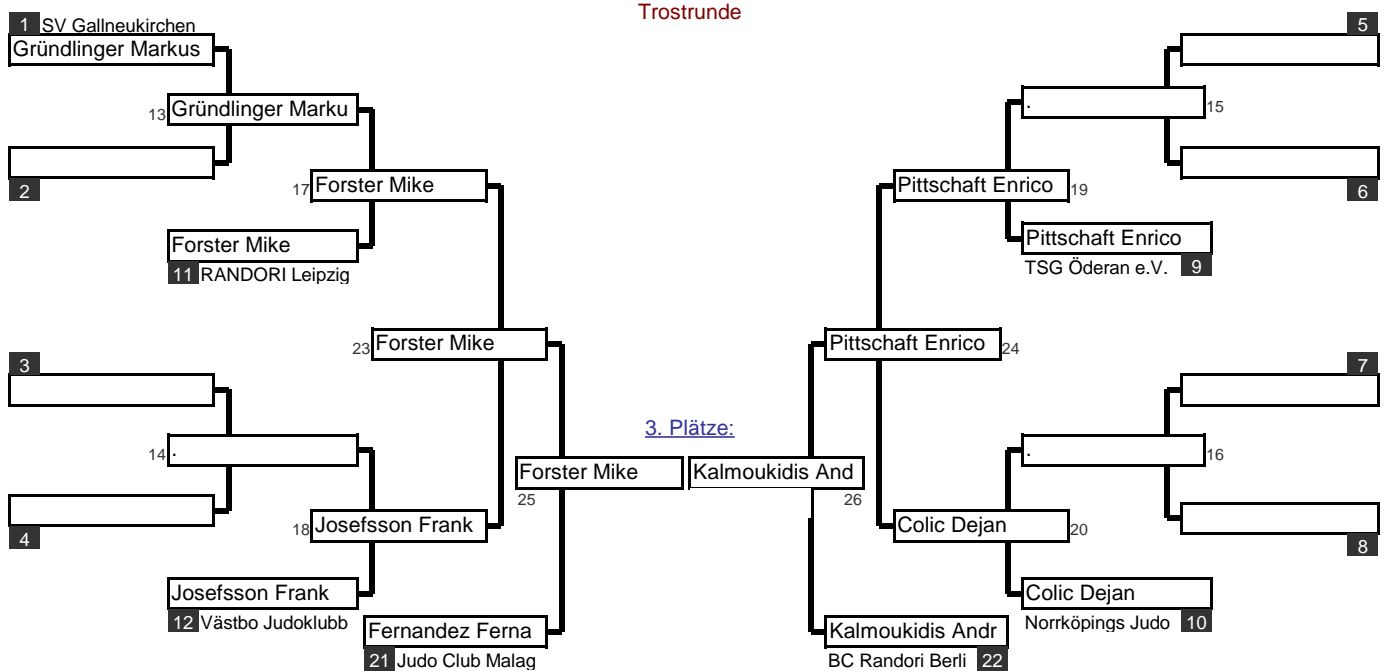 Trostrunde
1 SV Gallneukirchen
5
Gründlinger Markus
13 Gründlinger Marku
. 15
2
17 Forster Mike
Pittschaft Enrico 19
6
Forster Mike
Pittschaft Enrico
11 RANDORI Leipzig
TSG Öderan e.V. 9
23 Forster Mike
Pittschaft Enrico 24
3
7
3. Plätze:
14 .
. 16
Forster Mike
Kalmoukidis And
25
26
4
18 Josefsson Frank
Colic Dejan 20
8
Josefsson Frank
Colic Dejan
12 Västbo Judoklubb
Norrköpings Judo 10
Fernandez Ferna
Kalmoukidis Andr
21 Judo Club Malag
BC Randori Berli 22